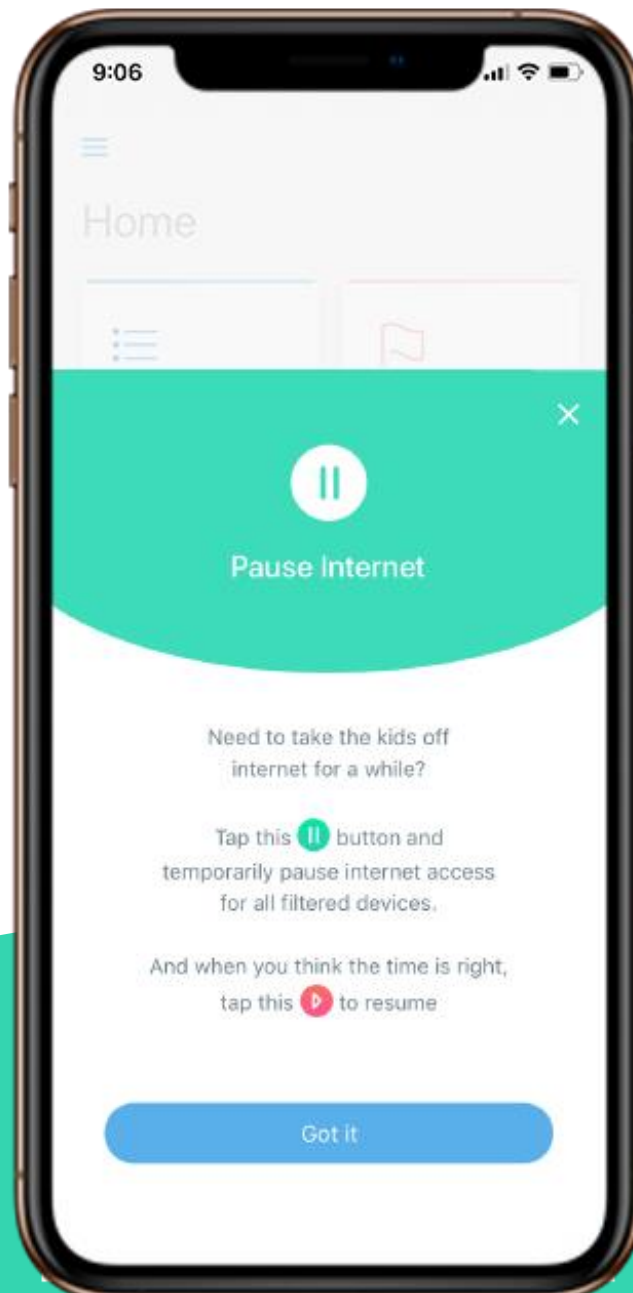 9:06
Home
Pause Internet
Need to take the kids off
internet for a while?
Tap this button and
temporarily pause internet access
for all filtered devices.
And when you think the time is right,
tap this to resume
Got it